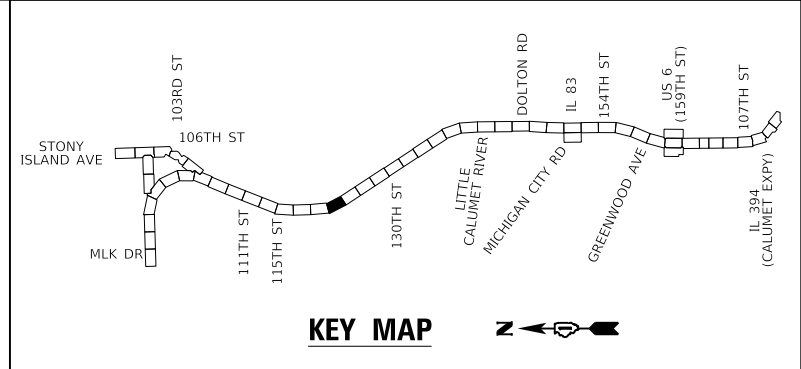 103RD ST
106TH ST
STONY
ISLAND AVE
MLK DR
111TH ST
115TH ST
130TH ST
LITTLE
CALUMET RIVER
DOLTON RD
MICHIGAN CITY RD
IL 83
154TH ST
GREENWOOD AVE
US 6
(159TH ST)
107TH ST
IL 394
(CALUMET EXPY)
KEY MAP
N